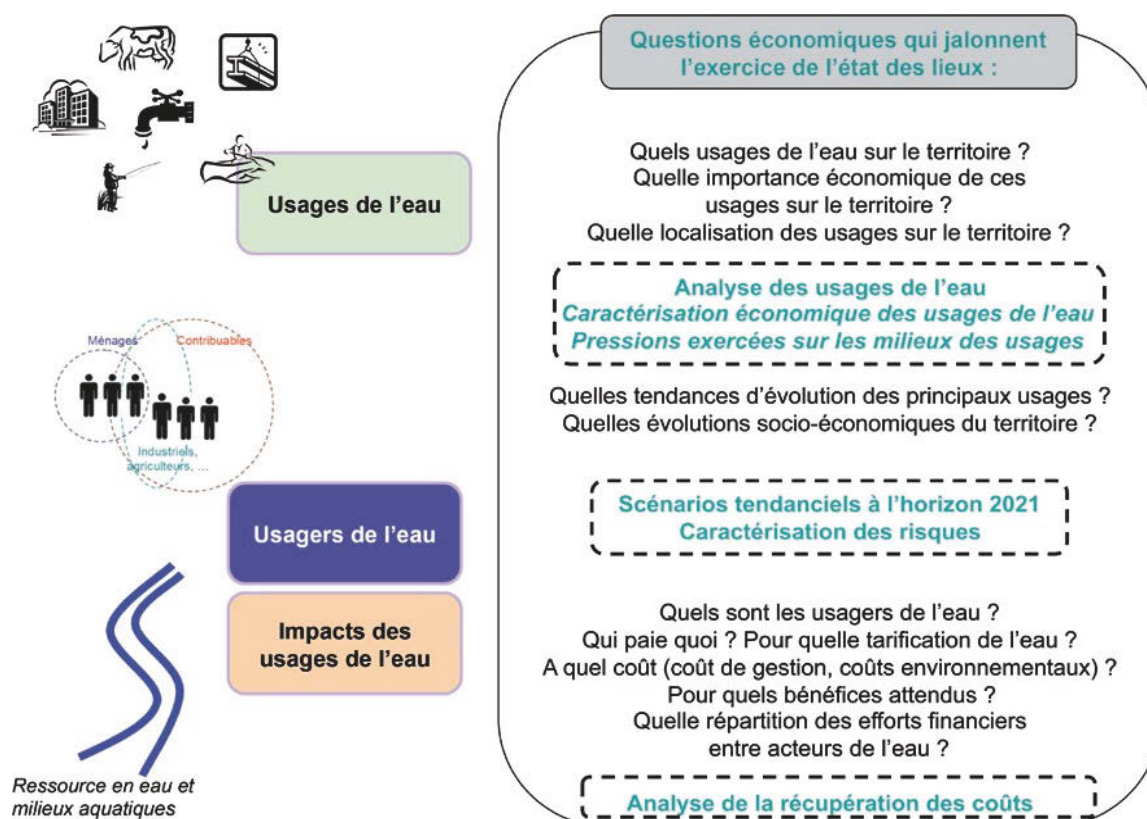 Usages de l'eau
Ménages
Contribuables
Industriels,
agriculteurs, ...
Usagers de l'eau
Impacts des
usages de l'eau
Ressource en eau et
milieux aquatiques
Questions économiques qui jalonnent
l'exercice de l'état des lieux :
Quels usages de l'eau sur le territoire ?
Quelle importance économique de ces
usages sur le territoire ?
Quelle localisation des usages sur le territoire ?
Analyse des usages de l'eau
Caractérisation économique des usages de l'eau
Pressions exercées sur les milieux des usages
Quelles tendances d'évolution des principaux usages ?
Quelles évolutions socio-économiques du territoire ?
Scénarios tendanciels à l'horizon 2021
Caractérisation des risques
Quels sont les usagers de l'eau ?
Qui paie quoi ? Pour quelle tarification de l'eau ?
A quel coût (coût de gestion, coûts environnementaux) ?
Pour quels bénéfices attendus ?
Quelle répartition des efforts financiers
entre acteurs de l'eau ?
Analyse de la récupération des coûts